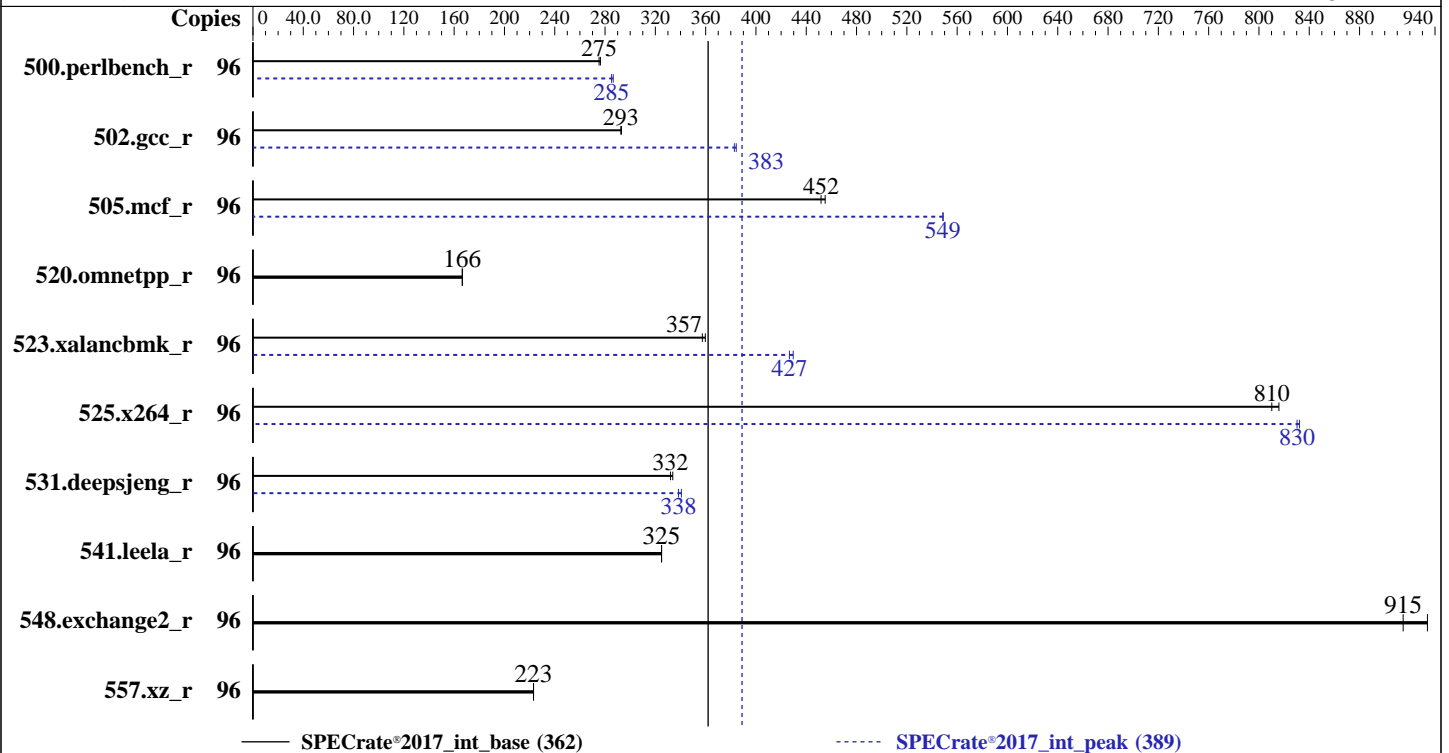 Copies 0 40.0 80.0 120 160 200 240 280 320 360 400 440 480 520 560 600 640 680 720 760 800 840 880 940
275
500.perlbench_r 96
285
293
502.gcc_r 96
383
452
505.mcf_r 96
549
166
520.omnetpp_r 96
357
523.xalancbmk_r 96
427
810
525.x264_r 96
830
332
531.deepsjeng_r 96
338
325
541.leela_r 96
915
548.exchange2_r 96
223
557.xz_r 96
SPECrate®2017_int_base (362) SPECrate®2017_int_peak (389)